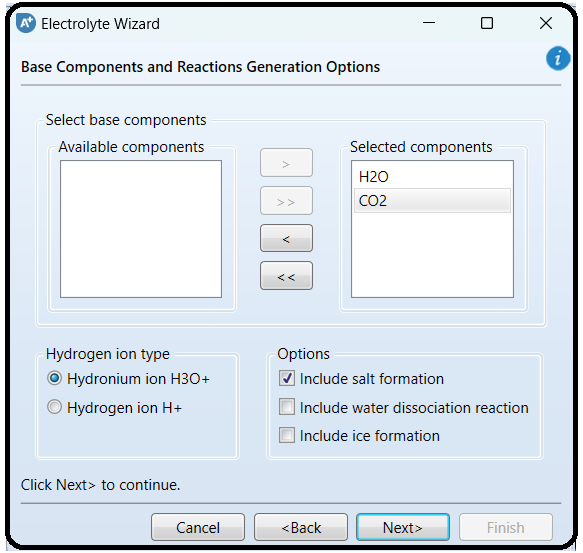 A+ Electrolyte Wizard
Base Components and Reactions Generation Options
i
Select base components
Available components
Selected components
>
>>
<
<<
H2O
CO2
Hydrogen ion type
Hydronium ion H3O+
Hydrogen ion H+
Options
Include salt formation
Include water dissociation reaction
Include ice formation
Click Next> to continue.
Cancel <Back Next> Finish